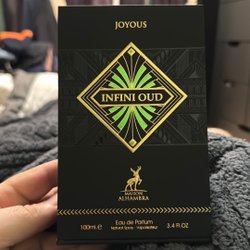 JOYOUS
INFINI OUD
MAISON
ALHAMBRA
Eau de Parfum
100ml ℮ Natural Spray - Vaporisateur 3.4 FL.OZ